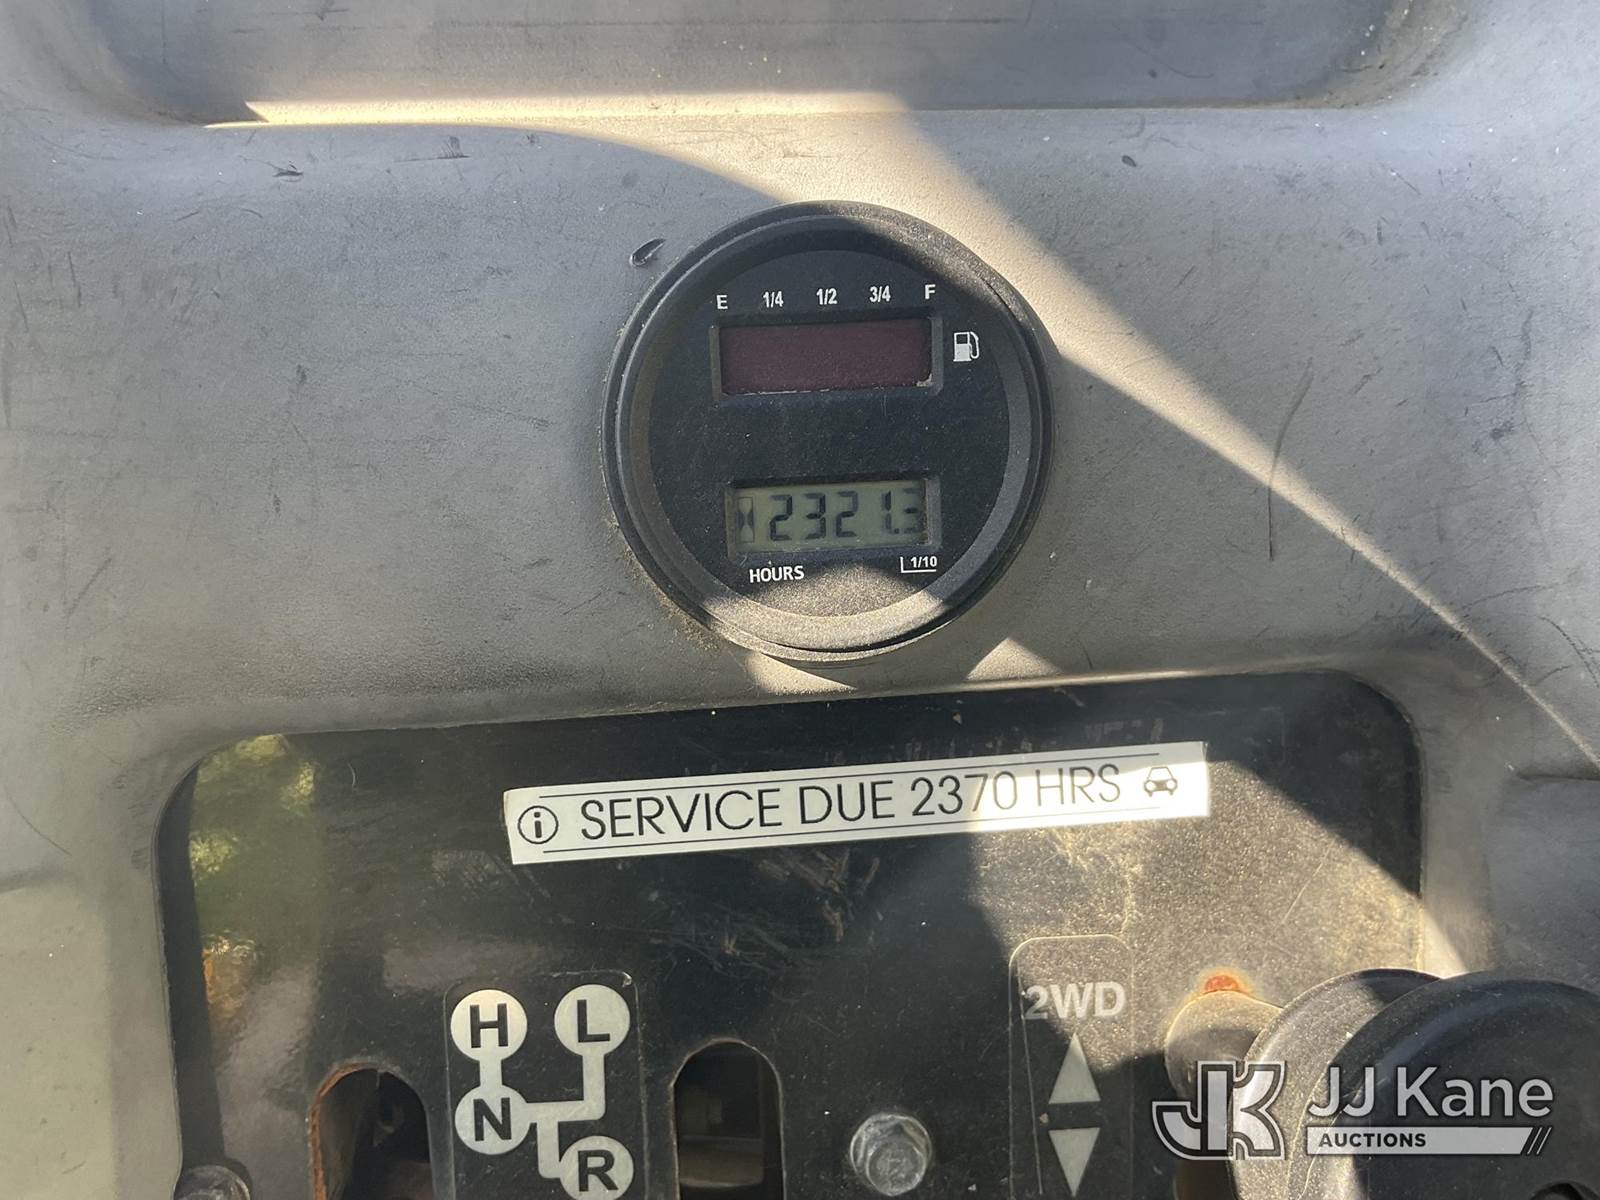 E 1/4 1/2 3/4 F
2321.3
HOURS 1/10
SERVICE DUE 2370 HRS
H L
2WD
N
R
JK JJ Kane
AUCTIONS